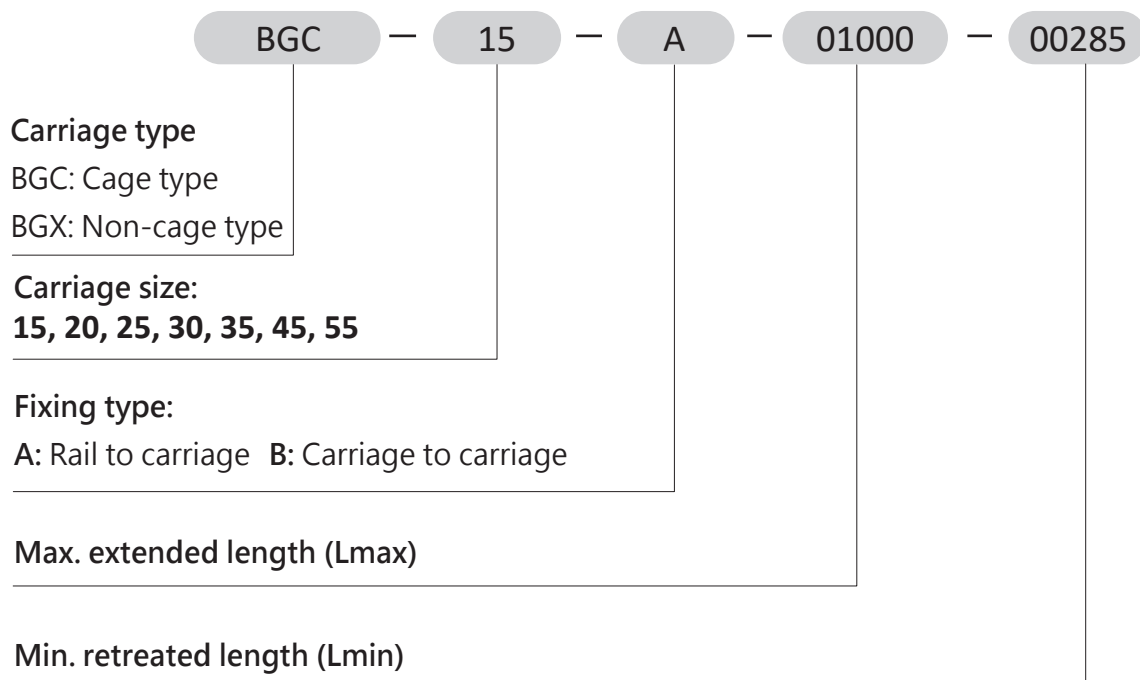 BGC – 15 – A – 01000 – 00285
Carriage type
BGC: Cage type
BGX: Non-cage type
Carriage size:
15, 20, 25, 30, 35, 45, 55
Fixing type:
A: Rail to carriage B: Carriage to carriage
Max. extended length (Lmax)
Min. retreated length (Lmin)